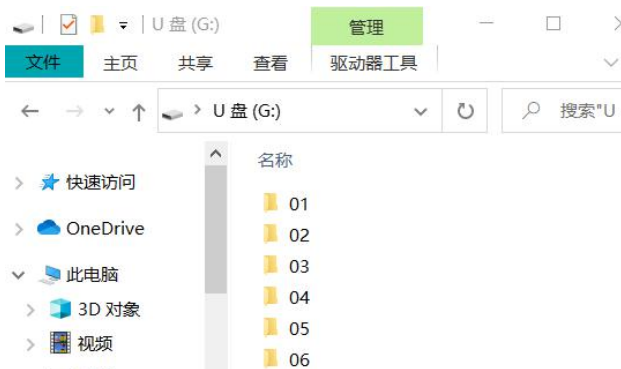 U 盘 (G:)
管理
文件 主页 共享 查看 驱动器工具
U 盘 (G:)
搜索"U
名称
快速访问
OneDrive
此电脑
3D 对象
视频
01
02
03
04
05
06